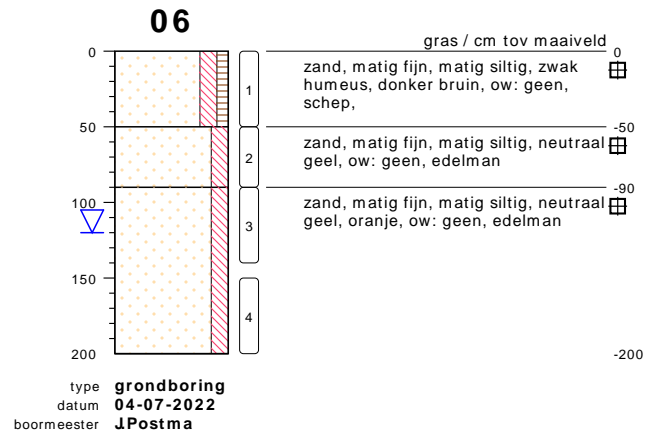 06
gras / cm tov maaiveld
0
0
zand, matig fijn, matig siltig, zwak
humeus, donker bruin, ow: geen,
schep,
1
50
-50
zand, matig fijn, matig siltig, neutraal
geel, ow: geen, edelman
2
-90
zand, matig fijn, matig siltig, neutraal
geel, oranje, ow: geen, edelman
100
3
150
4
200
-200
type grondboring
datum 04-07-2022
boormeester J.Postma